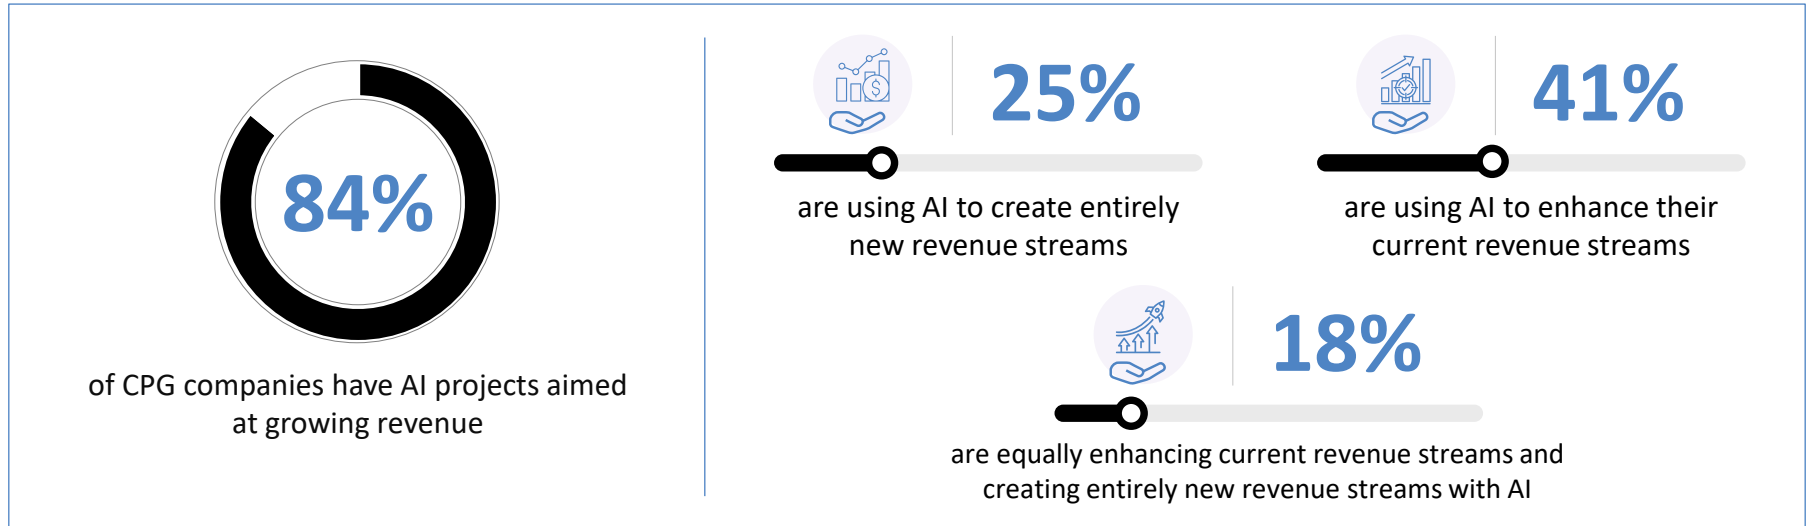 84%
of CPG companies have AI projects aimed
at growing revenue
25%
are using AI to create entirely
new revenue streams
41%
are using AI to enhance their
current revenue streams
$
18%
are equally enhancing current revenue streams and
creating entirely new revenue streams with AI